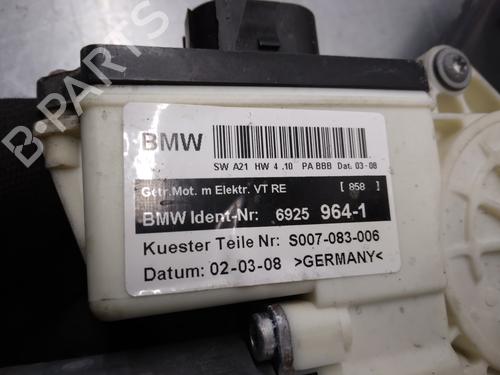 BMW
SW A21 HW 4 .10 PA BBB Dat. 03-08
Getr.Mot. m Elektr. VT RE [ 858 ]
BMW Ident-Nr: 6925 964-1
Kuester Teile Nr: S007-083-006
Datum: 02-03-08 >GERMANY<
B-PARTS